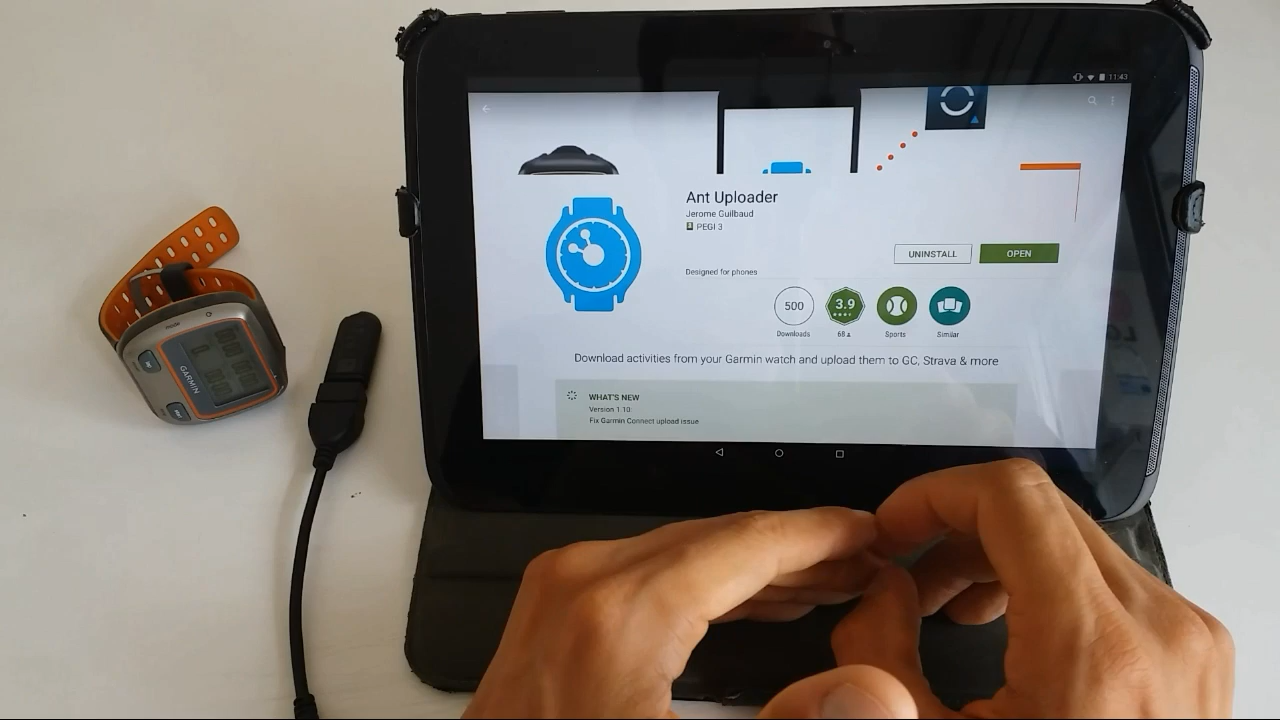 11:43
Ant Uploader
Jerome Guilbaud
PEGI 3
UNINSTALL
OPEN
Designed for phones
500
3.9
Downloads
Sports
Similar
Download activities from your Garmin watch and upload them to GC, Strava & more
WHAT'S NEW
Version 1.10:
Fix Garmin Connect upload issue
mode
GARMIN